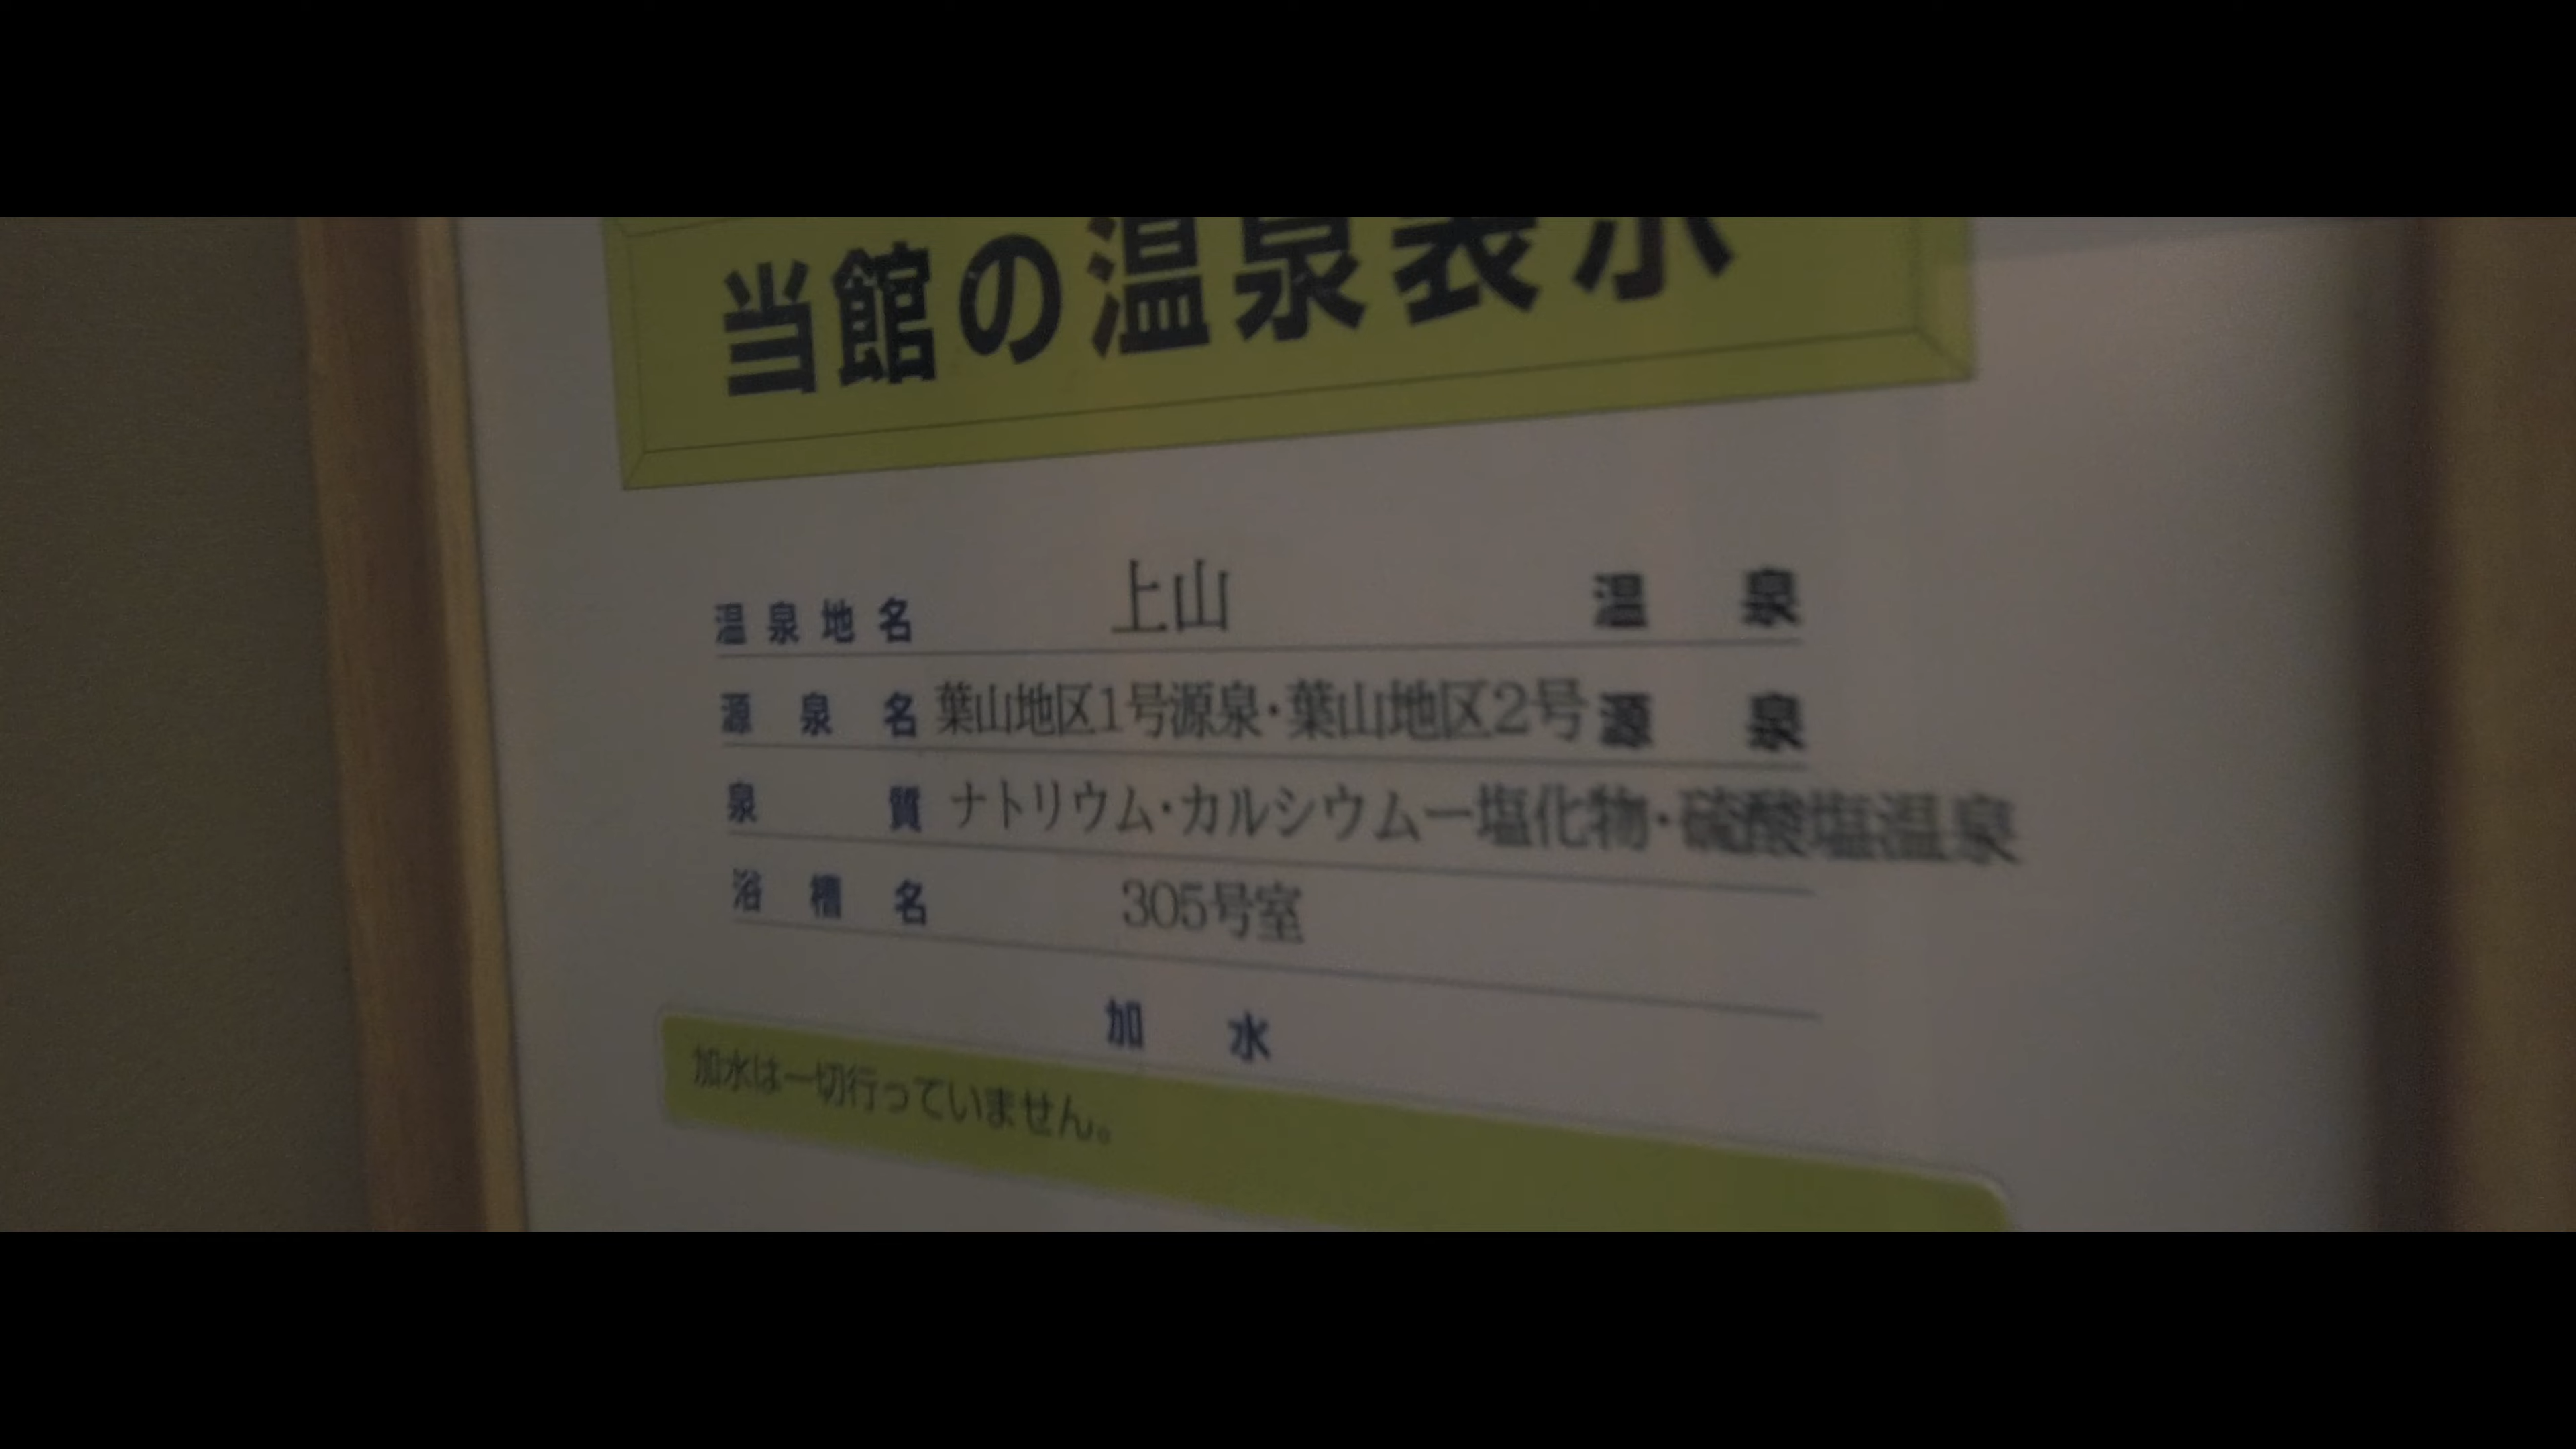 当館の温泉表示
温泉地名 上山 温泉
源泉名 葉山地区1号源泉・葉山地区2号 源泉
泉質 ナトリウム・カルシウムー塩化物・硫酸塩温泉
浴槽名 305号室
加水
加水は一切行っていません。